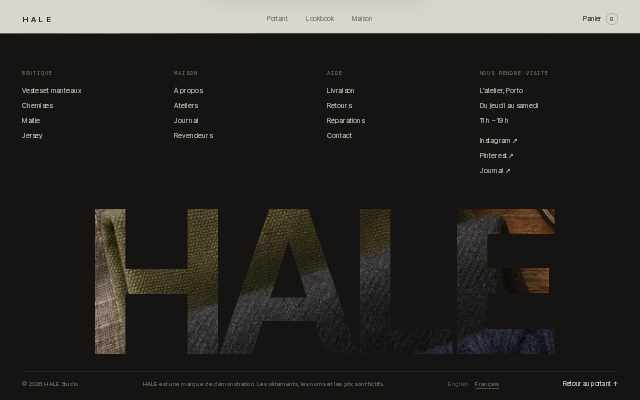 HALE
Portant Lookbook Maison
Panier 0
BOUTIQUE
Vestes et manteaux
Chemises
Maille
Jersey
MAISON
À propos
Ateliers
Journal
Revendeurs
AIDE
Livraison
Retours
Réparations
Contact
NOUS RENDRE VISITE
L'atelier, Porto
Du jeudi au samedi
11 h – 19 h
Instagram ↗
Pinterest ↗
Journal ↗
HALE
© 2026 HALE Studio
HALE est une marque de démonstration. Les vêtements, les noms et les prix sont fictifs.
English Français
Retour au portant ↑